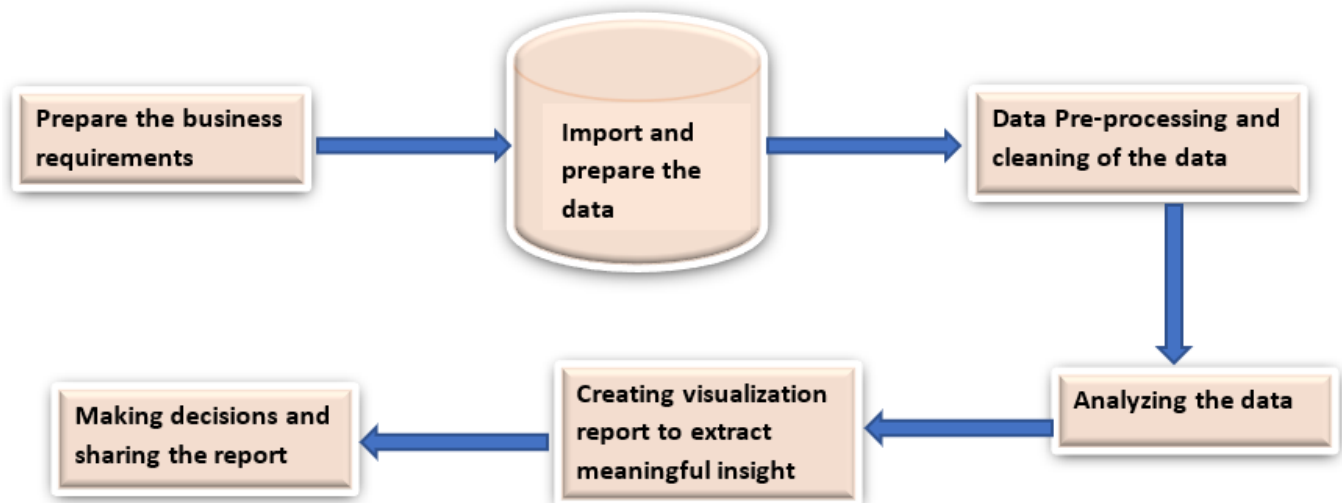 Prepare the business
requirements
Import and
prepare the
data
Data Pre-processing and
cleaning of the data
Analyzing the data
Creating visualization
report to extract
meaningful insight
Making decisions and
sharing the report